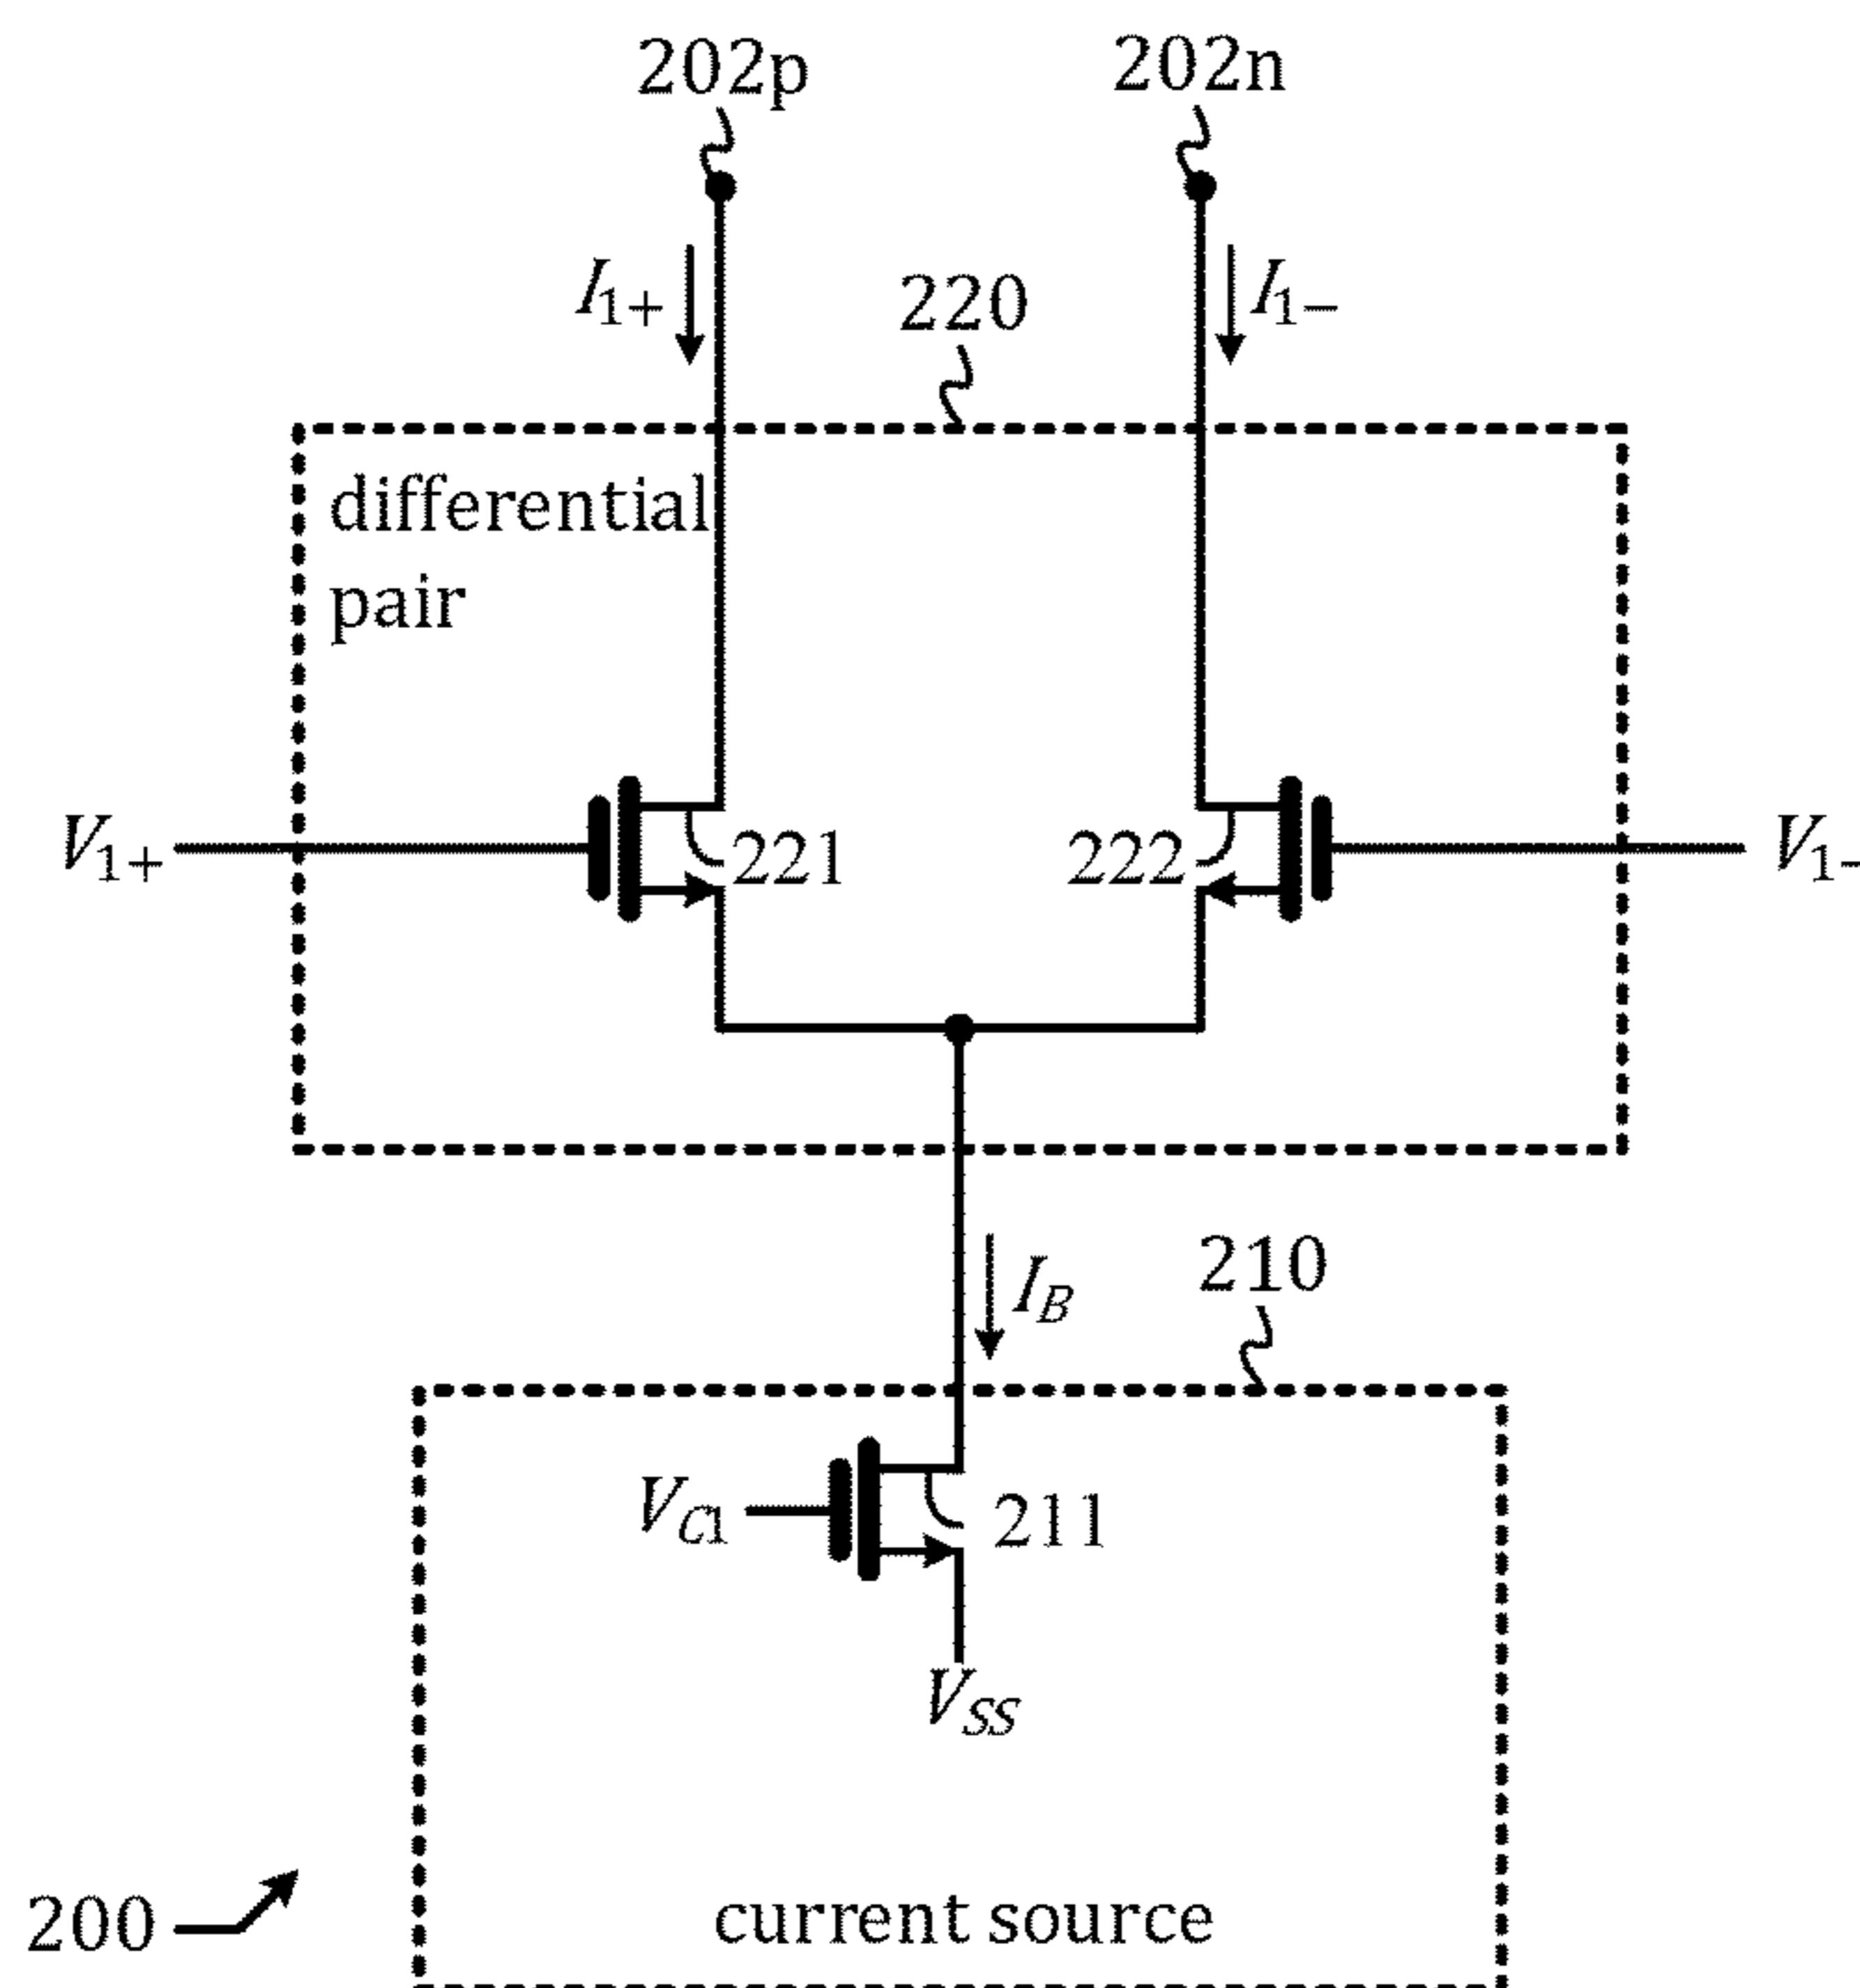 202p 202n
I1+ I1−
220
differential
pair
V1+ 221 222 V1−
IB 210
VC1 211
VSS
200 current source